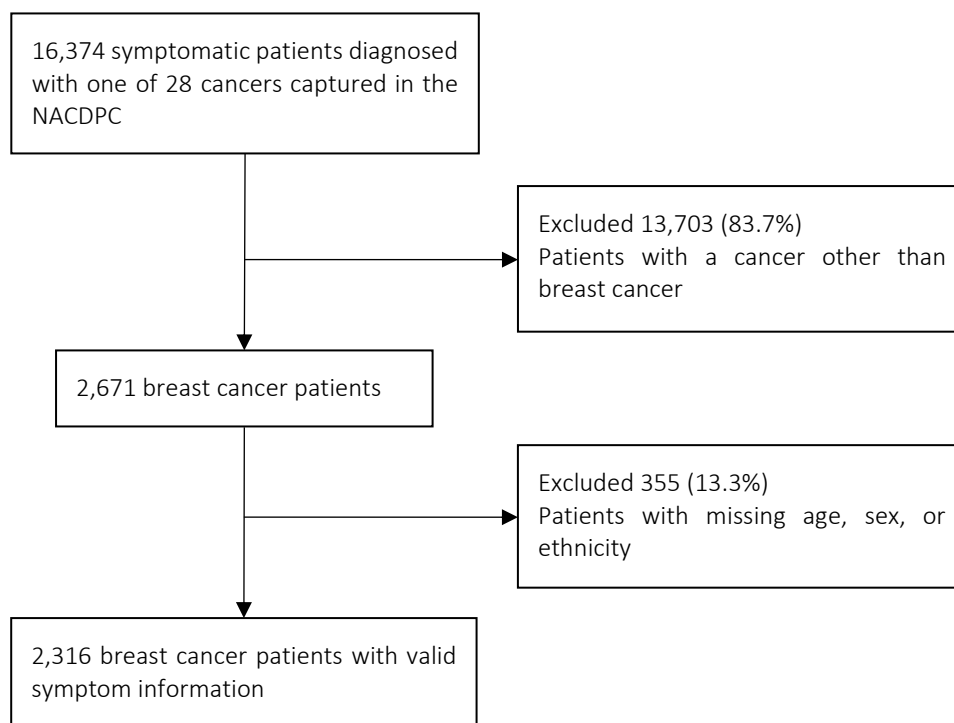 16,374 symptomatic patients diagnosed
with one of 28 cancers captured in the
NACDPC
Excluded 13,703 (83.7%)
Patients with a cancer other than
breast cancer
2,671 breast cancer patients
Excluded 355 (13.3%)
Patients with missing age, sex, or
ethnicity
2,316 breast cancer patients with valid
symptom information